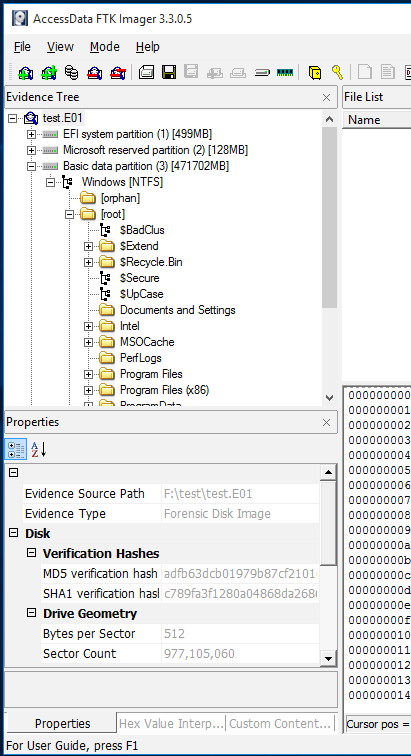 AccessData FTK Imager 3.3.0.5
File View Mode Help
Evidence Tree
File List
Name
test.E01
EFI system partition (1) [499MB]
Microsoft reserved partition (2) [128MB]
Basic data partition (3) [471702MB]
Windows [NTFS]
[orphan]
[root]
$BadClus
$Extend
$Recycle.Bin
$Secure
$UpCase
Documents and Settings
Intel
MSOCache
PerfLogs
Program Files
Program Files (x86)
ProgramData
Properties
Evidence Source Path F:\test\test.E01
Evidence Type Forensic Disk Image
Disk
Verification Hashes
MD5 verification hash adfb63dcb01979b87cf2101
SHA1 verification hash c789fa3f1280a04868da268
Drive Geometry
Bytes per Sector 512
Sector Count 977,105,060
000000000
000000001
000000002
000000003
000000004
000000005
000000006
000000007
000000008
000000009
00000000a
00000000b
00000000c
00000000d
00000000e
00000000f
000000010
000000011
000000012
000000013
000000014
Properties Hex Value Interp... Custom Content...
Cursor pos =
For User Guide, press F1